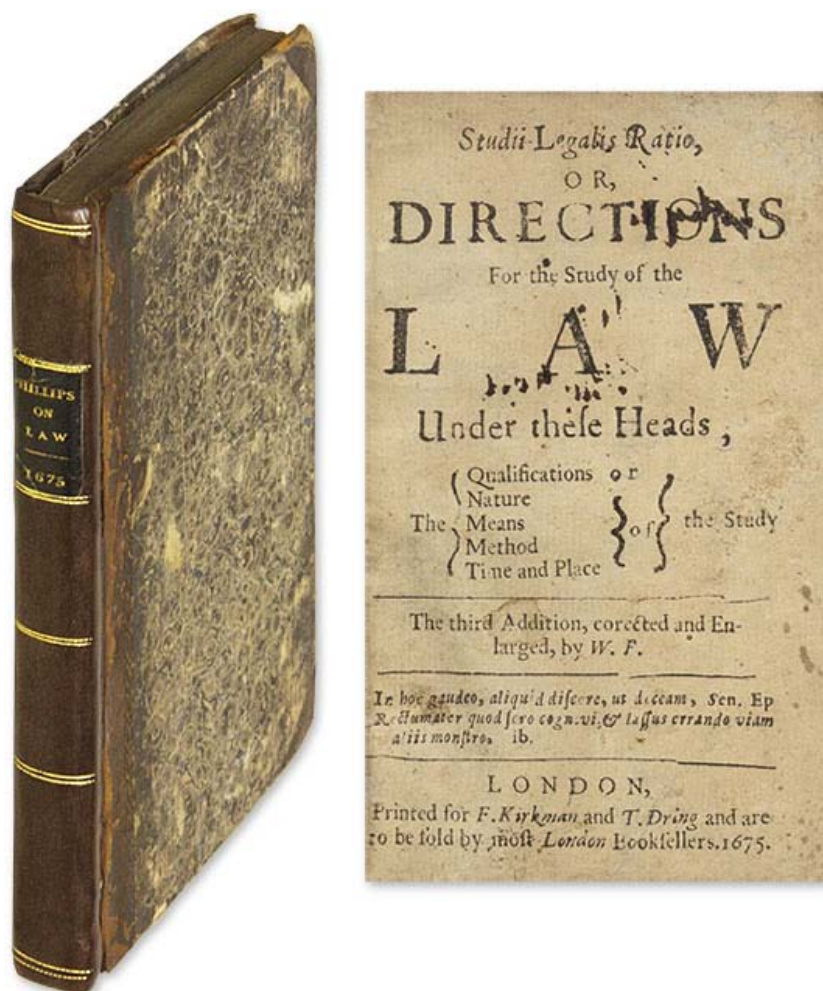 PHILLIPS
ON
LAW
1675
Studii Legalis Ratio,
OR,
DIRECTIONS
For the Study of the
LAW
Under theſe Heads,
The { Qualifications or
Nature
Means
Method
Time and Place } of { the Study
The third Addition, corected and En-
larged, by W. F.
In hoc gaudeo, aliquid diſcere, ut doceam, Sen. Ep
Rectumater quod ſero cognovi, & laſſus errando viam
aliis monſtro, ib.
LONDON,
Printed for F. Kirkman and T. Dring and are
to be ſold by moſt London Bookſellers. 1675.